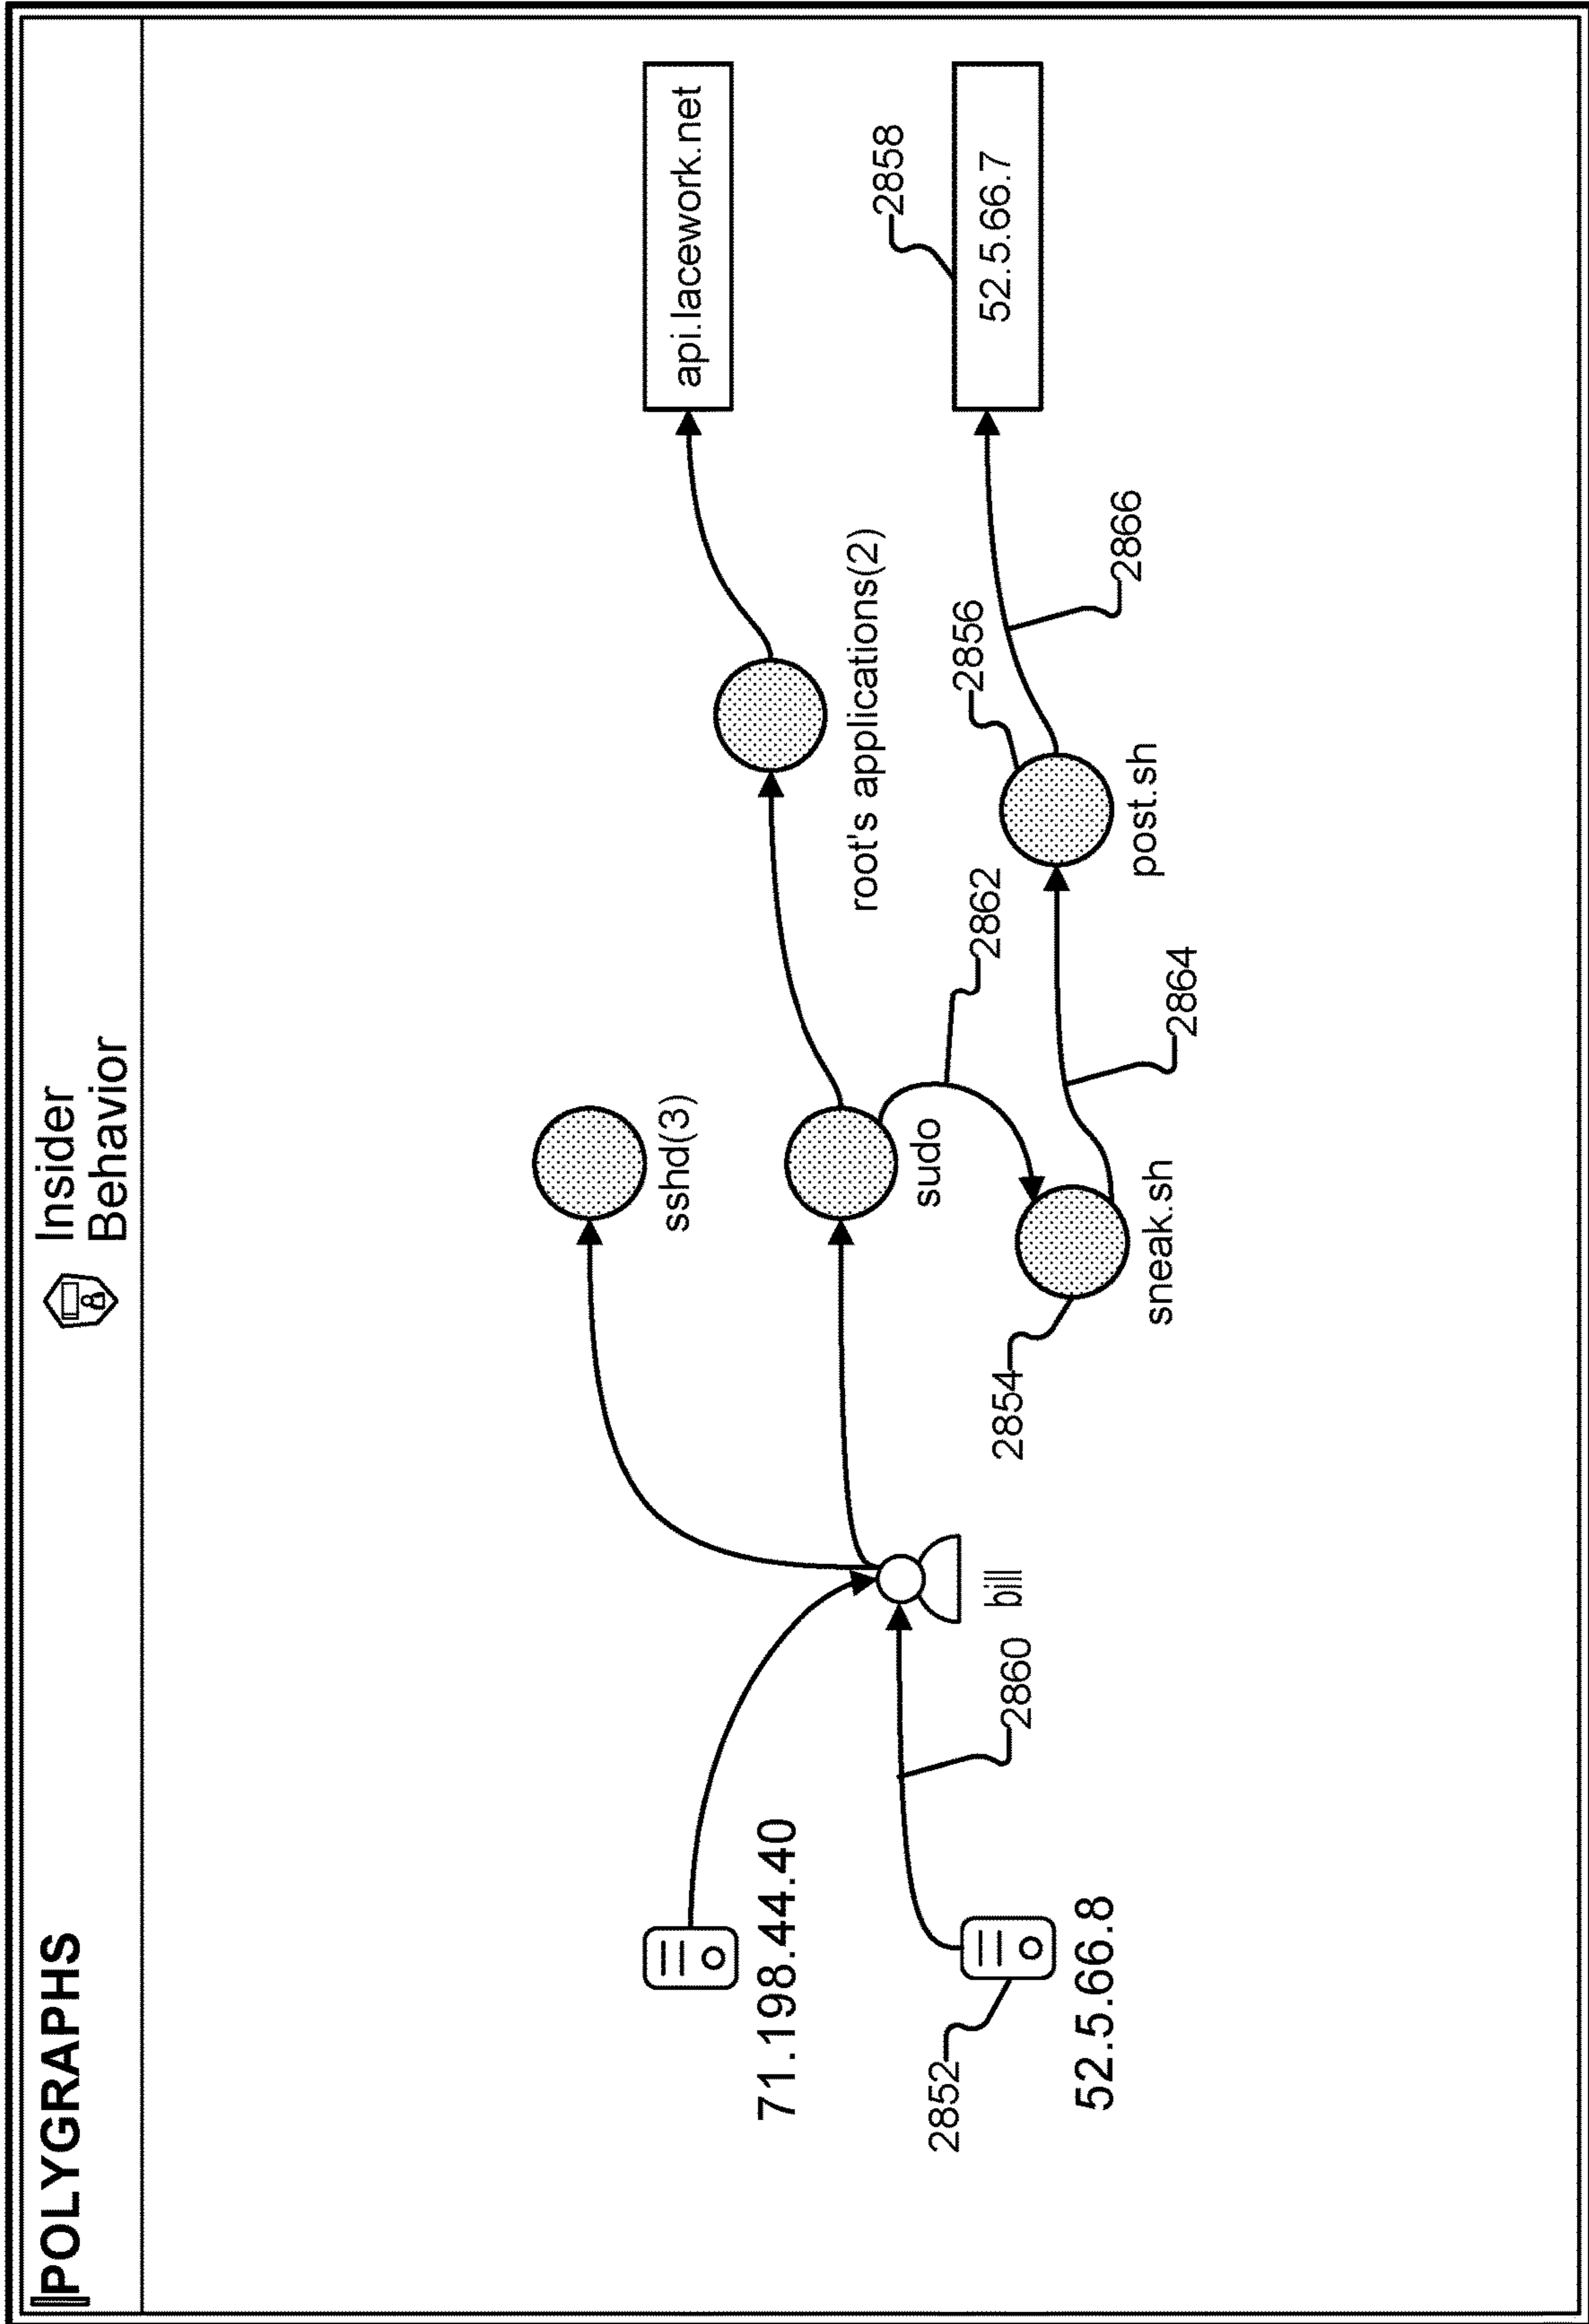 POLYGRAPHS
Insider
Behavior
sshd(3)
api.lacework.net
71.198.44.40
root's applications(2)
sudo
2858
52.5.66.7
2852
52.5.66.8
2860
bill
2854
sneak.sh
2862
2864
2856
post.sh
2866